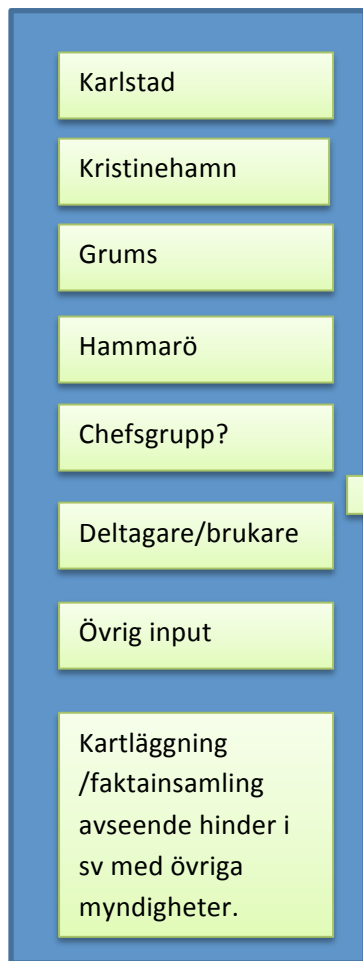 Karlstad
Kristinehamn
Grums
Hammarö
Chefsgrupp?
Deltagare/brukare
Övrig input
Kartläggning
/faktainsamling
avseende hinder i
sv med övriga
myndigheter.